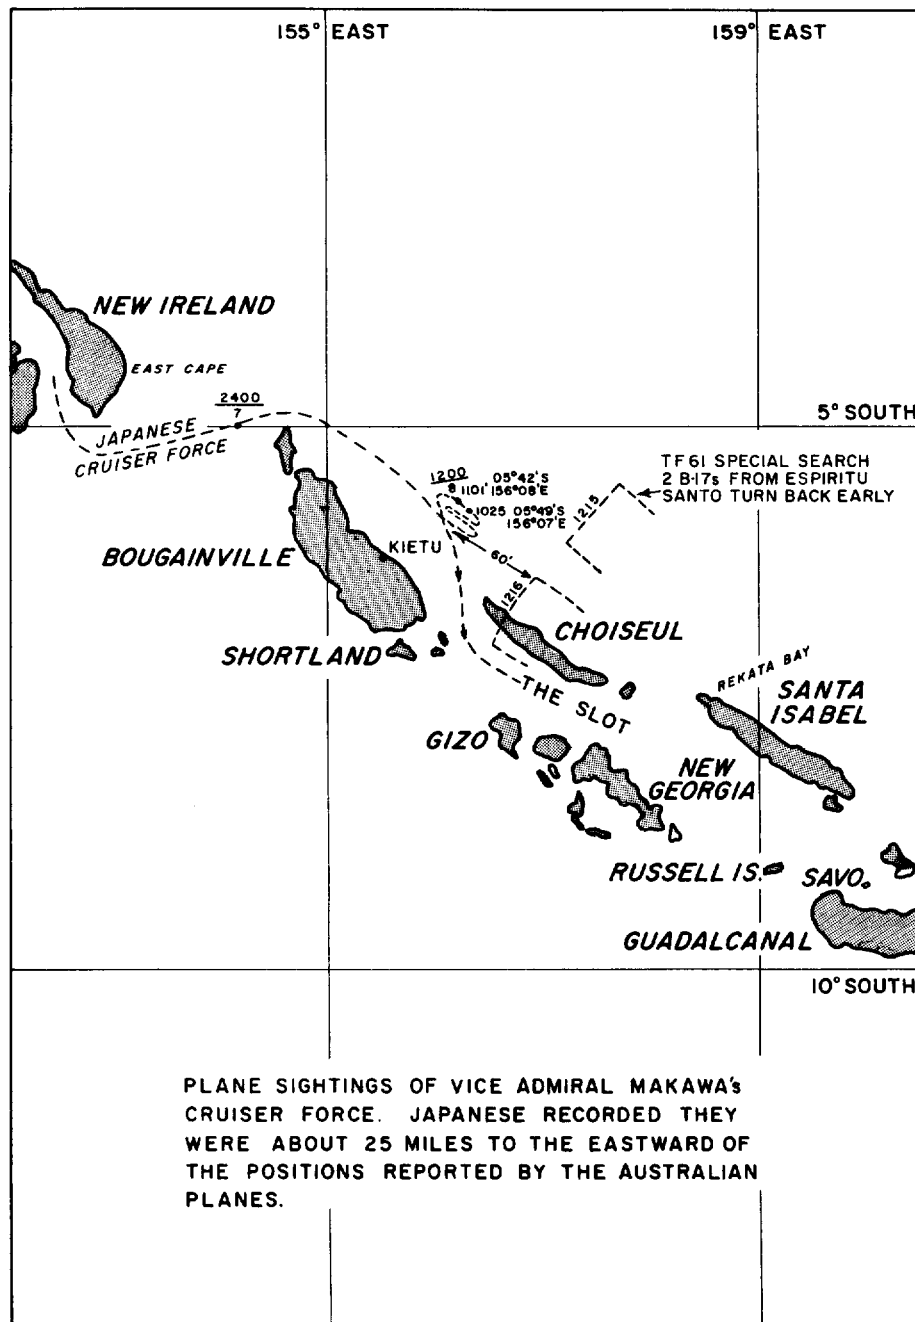 155° EAST
159° EAST
NEW IRELAND
EAST CAPE
2400
7
5° SOUTH
JAPANESE
CRUISER FORCE
1200
8
05°42'S
1101' 156°08'E
1025 05°49'S
156°07'E
TF61 SPECIAL SEARCH
2 B-17s FROM ESPIRITU
SANTO TURN BACK EARLY
1215
60'
1215
KIETU
BOUGAINVILLE
CHOISEUL
SHORTLAND
THE SLOT
REKATA BAY
SANTA
ISABEL
GIZO
NEW
GEORGIA
RUSSELL IS.
SAVO
GUADALCANAL
10° SOUTH
PLANE SIGHTINGS OF VICE ADMIRAL MAKAWA's
CRUISER FORCE. JAPANESE RECORDED THEY
WERE ABOUT 25 MILES TO THE EASTWARD OF
THE POSITIONS REPORTED BY THE AUSTRALIAN
PLANES.